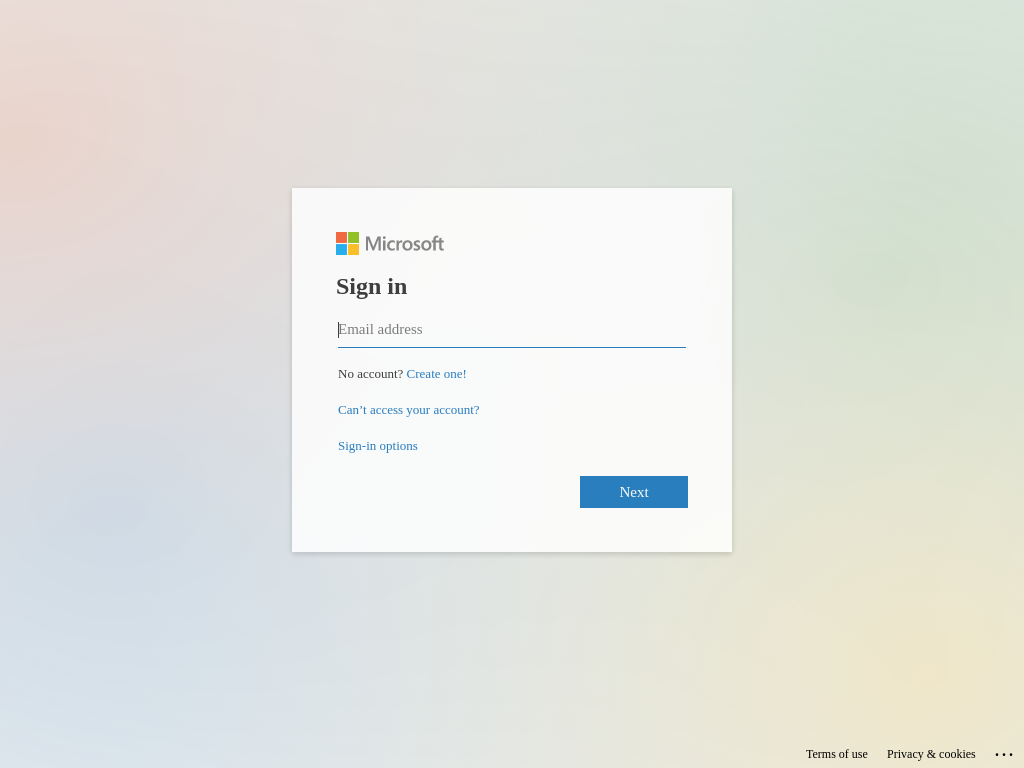 Microsoft
Sign in
Email address
No account? Create one!
Can’t access your account?
Sign-in options
Next
Terms of use Privacy & cookies ...